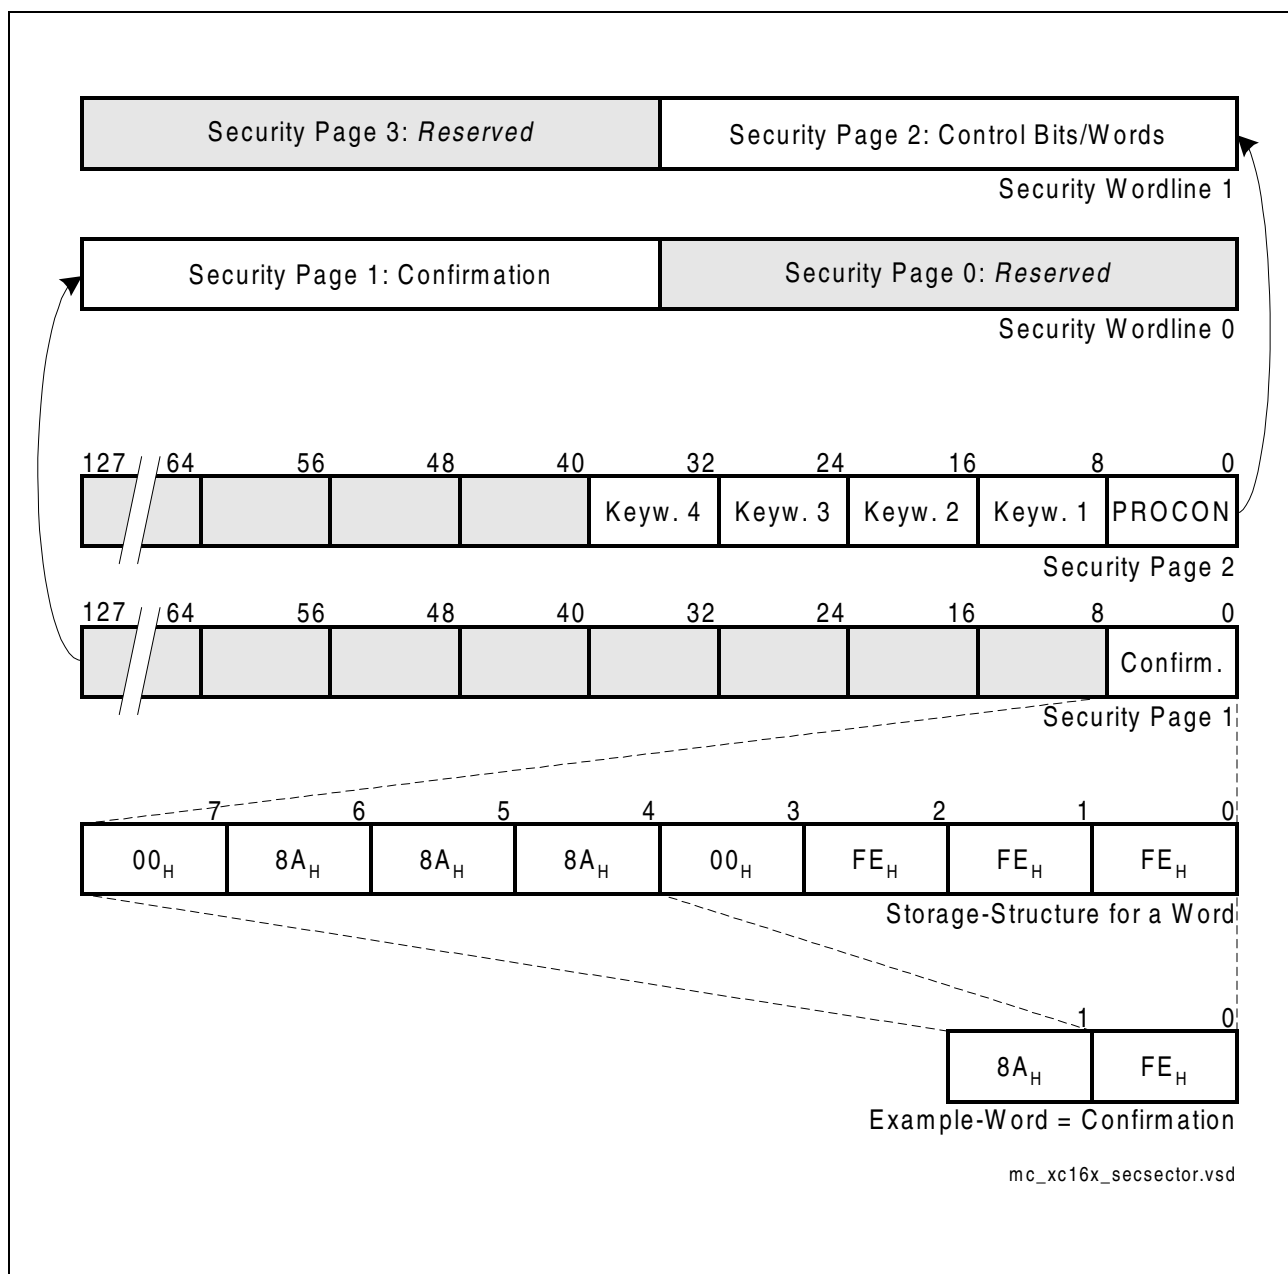 Security Page 3: Reserved Security Page 2: Control Bits/Words
Security Wordline 1
Security Page 1: Confirmation Security Page 0: Reserved
Security Wordline 0
127 64 56 48 40 32 24 16 8 0
Keyw. 4 Keyw. 3 Keyw. 2 Keyw. 1 PROCON
Security Page 2
127 64 56 48 40 32 24 16 8 0
Confirm.
Security Page 1
7 6 5 4 3 2 1 0
00H 8AH 8AH 8AH 00H FEH FEH FEH
Storage-Structure for a Word
1 0
8AH FEH
Example-Word = Confirmation
mc_xc16x_secsector.vsd